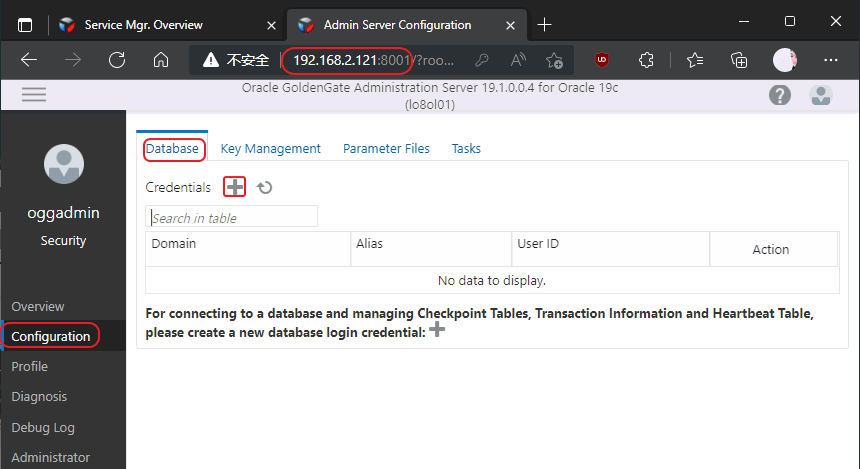 Service Mgr. Overview
Admin Server Configuration
不安全
192.168.2.121:8001/?roo...
Oracle GoldenGate Administration Server 19.1.0.0.4 for Oracle 19c
(lo8ol01)
oggadmin
Security
Overview
Configuration
Profile
Diagnosis
Debug Log
Administrator
Database
Key Management
Parameter Files
Tasks
Credentials
Search in table
Domain
Alias
User ID
Action
No data to display.
For connecting to a database and managing Checkpoint Tables, Transaction Information and Heartbeat Table,
please create a new database login credential: